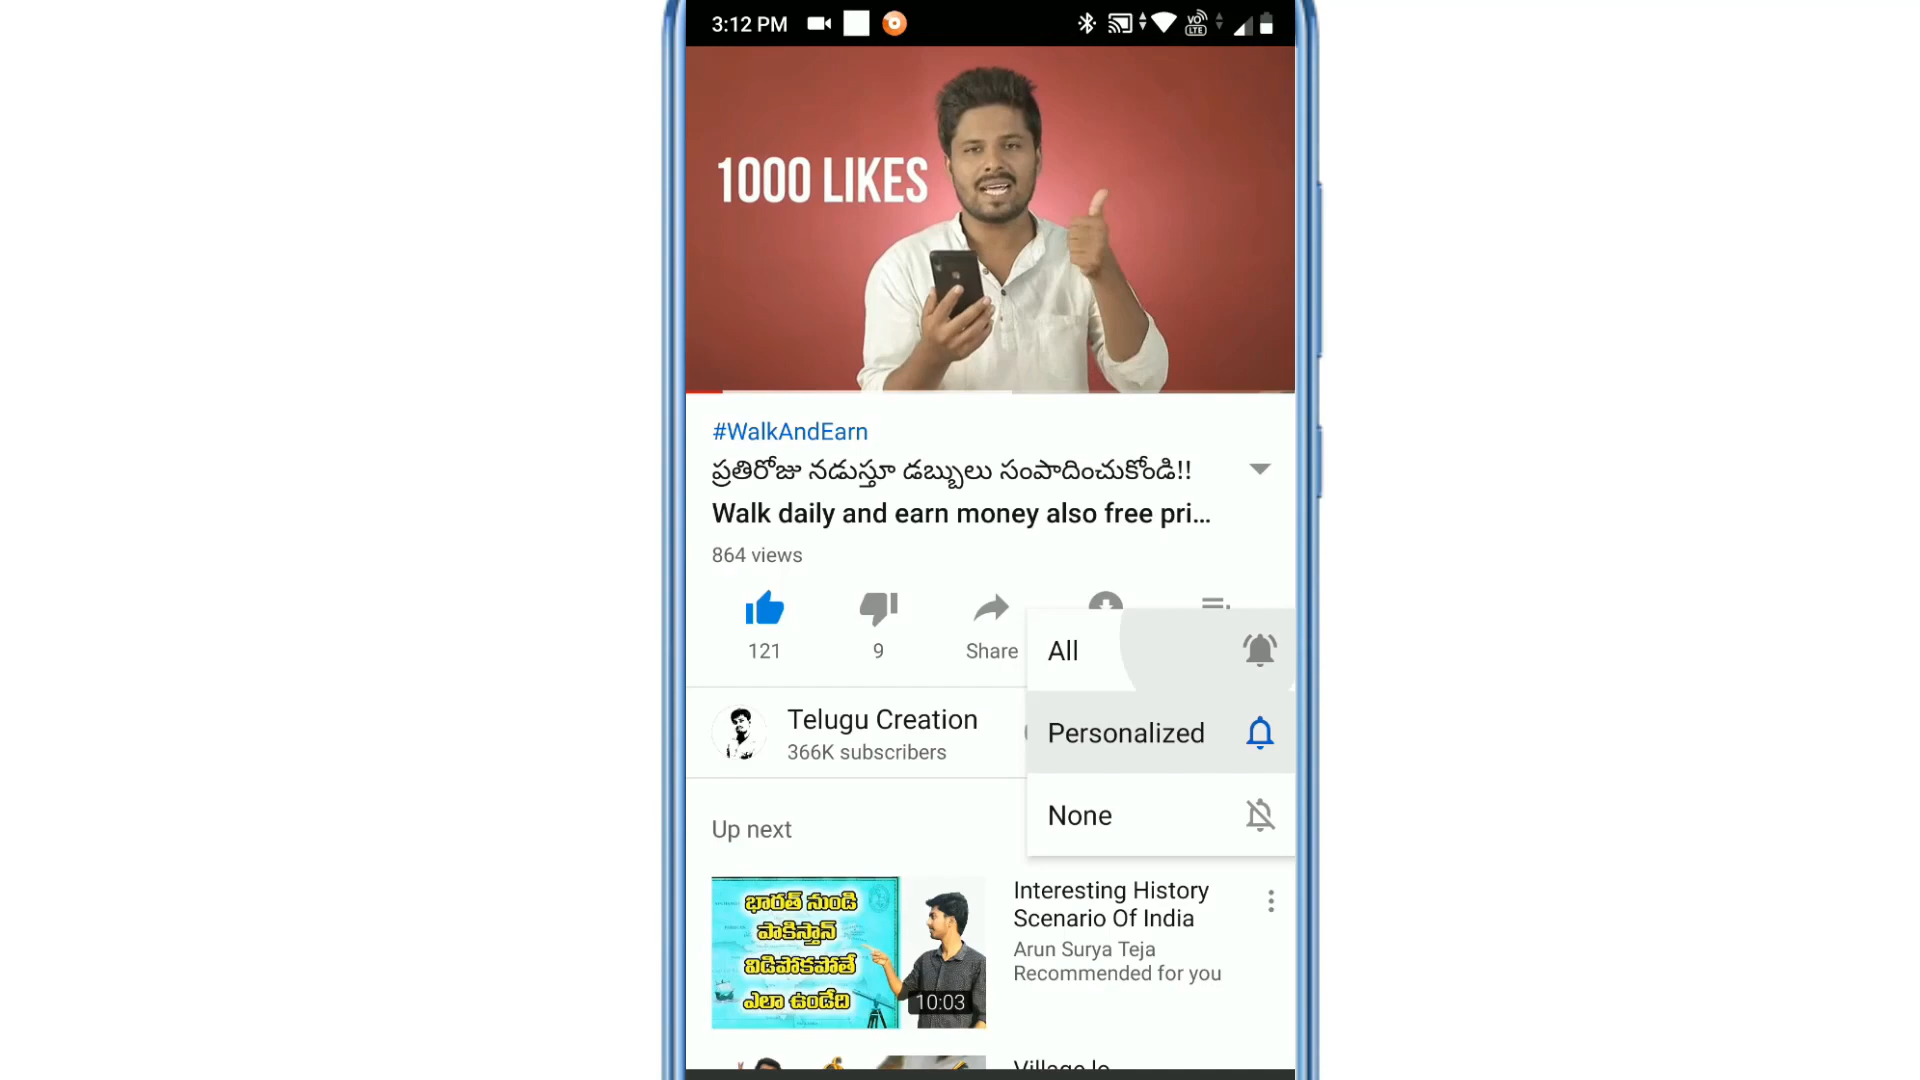 3:12 PM
VO
LTE
1000 LIKES
#WalkAndEarn
ప్రతిరోజు నడుస్తూ డబ్బులు సంపాదించుకోండి!!
Walk daily and earn money also free pri...
864 views
121
9
Share
All
Telugu Creation
366K subscribers
Personalized
None
Up next
భారత్ నుండి
పాకిస్తాన్
విడిపోకపోతే
ఎలా ఉండేది
10:03
Interesting History
Scenario Of India
Arun Surya Teja
Recommended for you